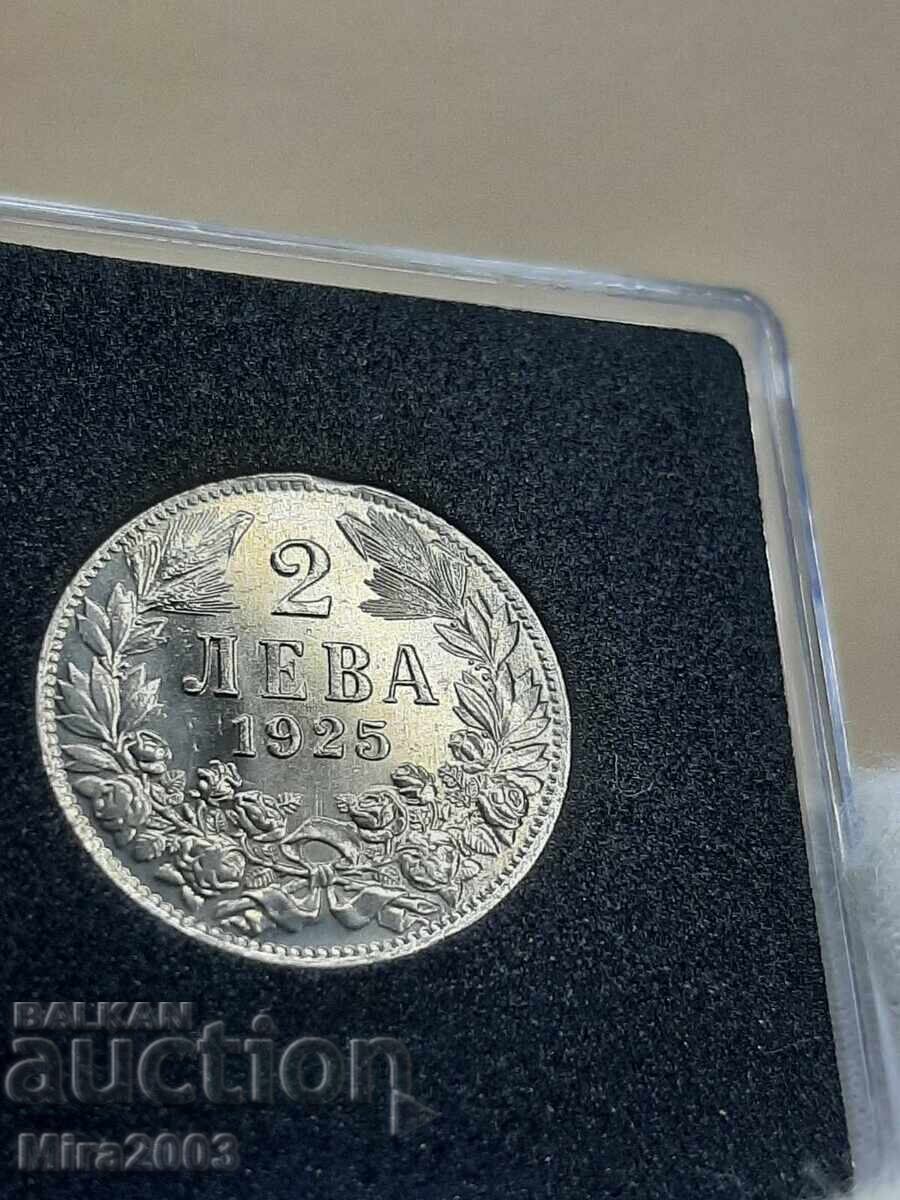 2
ЛЕВА
1925
BALKAN
auction
Mira2003